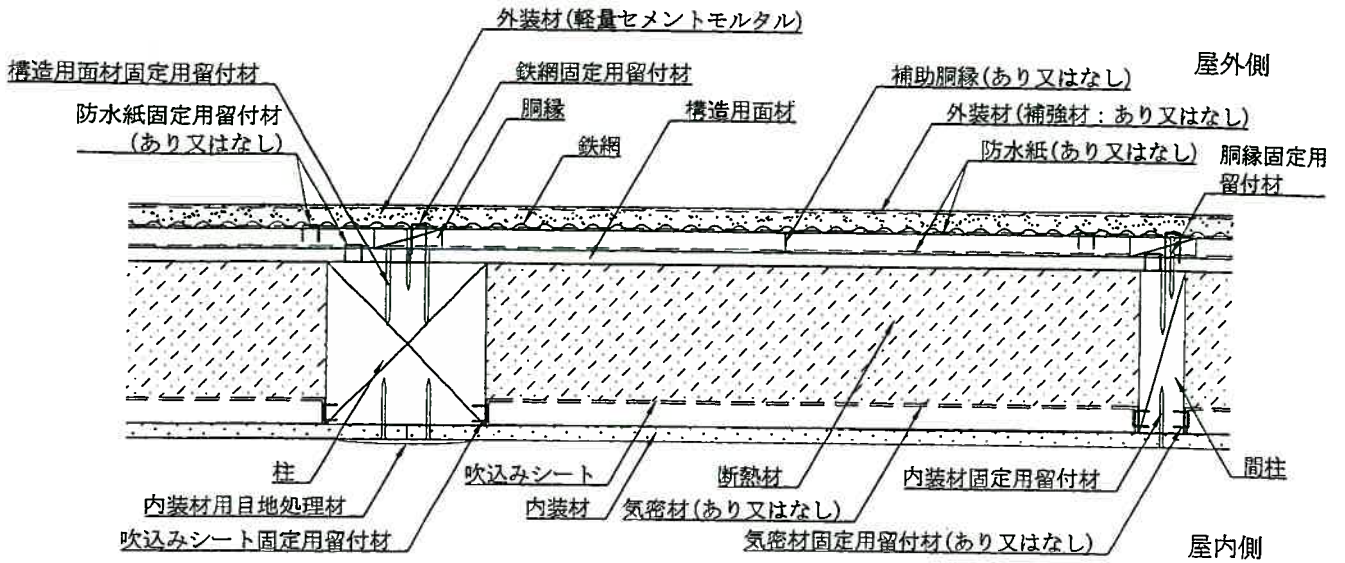 外装材(軽量セメントモルタル)
屋外側
構造用面材固定用留付材
鉄網固定用留付材
補助胴縁(あり又はなし)
防水紙固定用留付材
(あり又はなし)
胴縁
構造用面材
外装材(補強材：あり又はなし)
鉄網
防水紙(あり又はなし)
胴縁固定用
留付材
柱
吹込みシート
断熱材
内装材固定用留付材
間柱
内装材用目地処理材
内装材
気密材(あり又はなし)
吹込みシート固定用留付材
気密材固定用留付材(あり又はなし)
屋内側